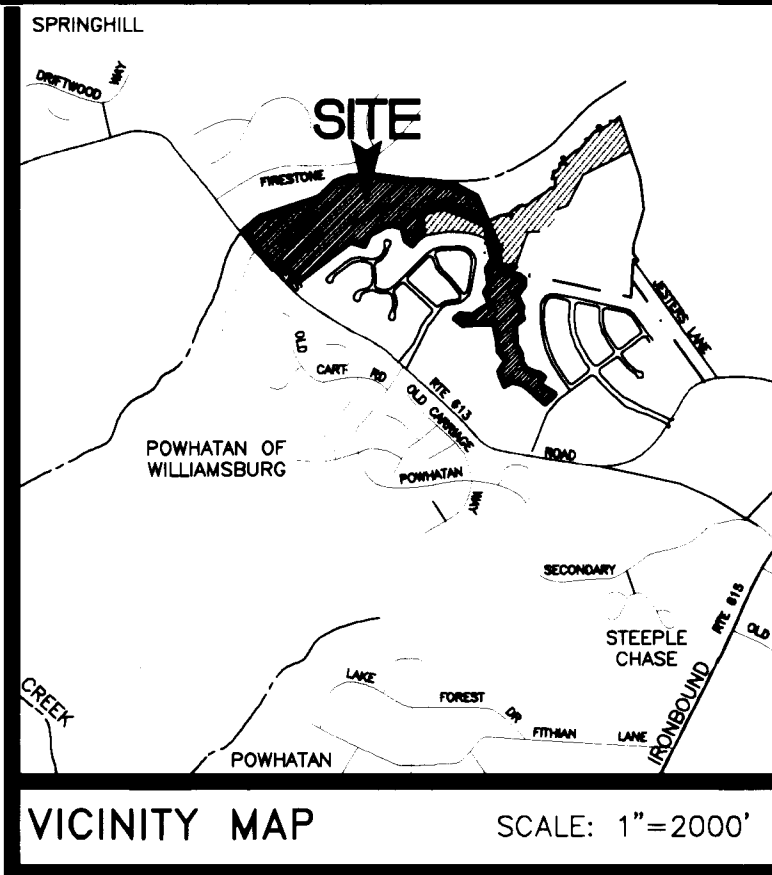 SPRINGHILL
DRIFTWOOD WAY
SITE
FIRESTONE
JESTERS LANE
OLD CART RD
RTE 613
OLD CARRIAGE WAY
POWHATAN OF
WILLIAMSBURG
ROAD
POWHATAN
SECONDARY
RTE 615
OLD
STEEPLE
CHASE
LAKE FOREST DR
CREEK
FITHIAN LANE
IRONBOUND
POWHATAN
VICINITY MAP
SCALE: 1"=2000'